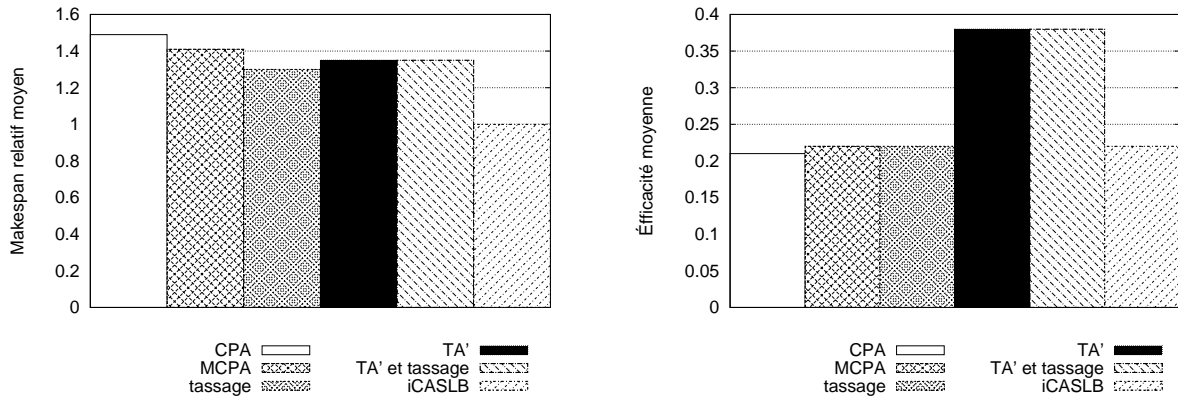 1.6
1.4
1.2
1
0.8
0.6
0.4
0.2
0
Makespan relatif moyen
CPA
MCPA
tassage
TA'
TA' et tassage
iCASLB
0.4
0.35
0.3
0.25
0.2
0.15
0.1
0.05
0
Éfficacité moyenne
CPA
MCPA
tassage
TA'
TA' et tassage
iCASLB